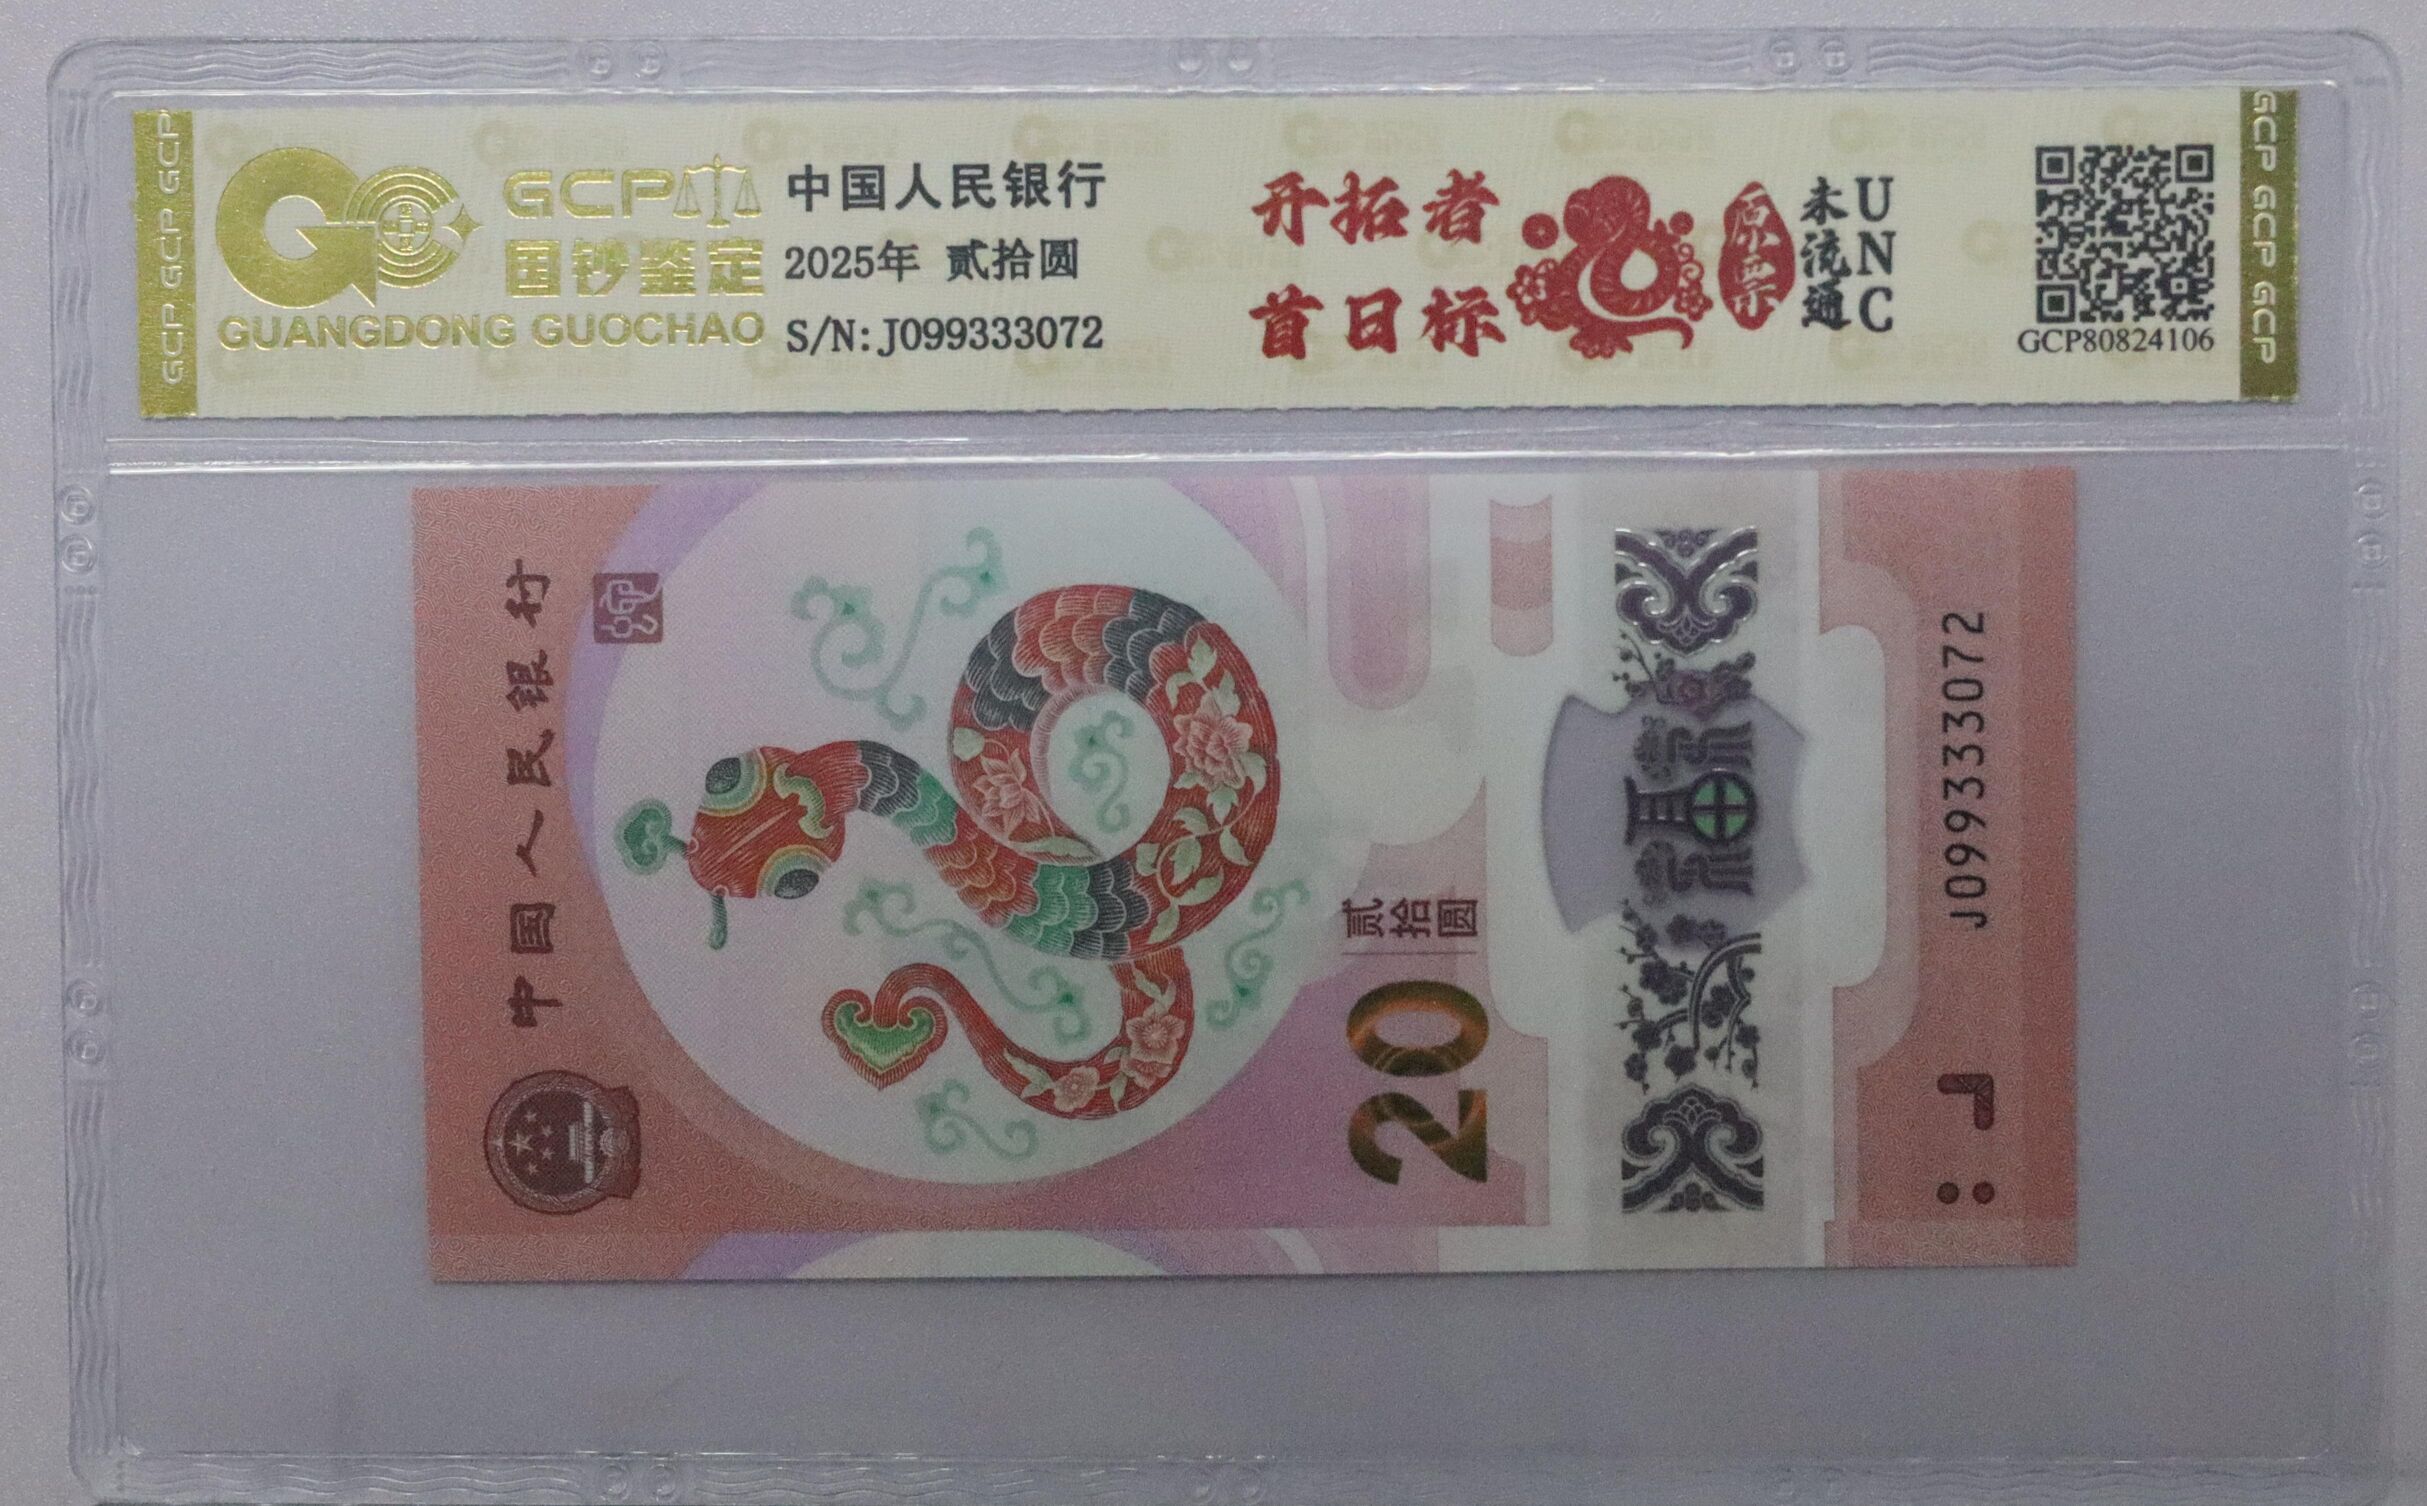 GCP
国钞鉴定
GUANGDONG GUOCHAO
中国人民银行
2025年 贰拾圆
S/N:J099333072
开拓者
首日标
原票
未流通
UNC
GCP80824106
GCP GCP GCP
GCP GCP GCP
中国人民银行
20
贰拾圆
福
J099333072